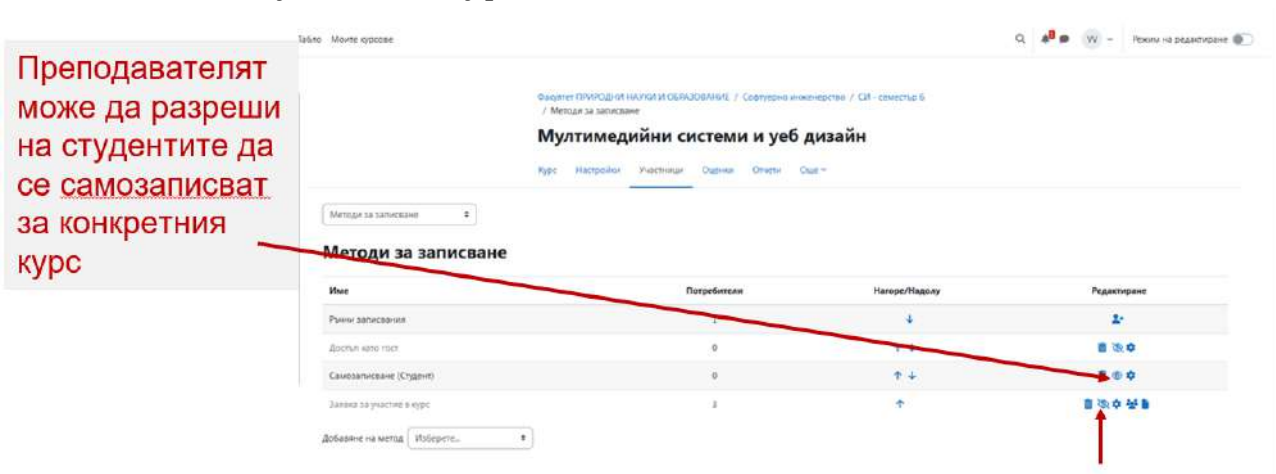 Табло Моите курсове
VV Режим на редактиране
Преподавателят
може да разреши
на студентите да
се самозаписват
за конкретния
курс
Факултет ПРИРОДНИ НАУКИ И ОБРАЗОВАНИЕ / Софтуерно инженерство / СИ - семестър 6
/ Методи за записване
Мултимедийни системи и уеб дизайн
Курс Настройки Участници Оценки Отчети Още
Методи за записване
Методи за записване
Име Потребители Нагоре/Надолу Редактиране
Ръчни записвания
Достъп като гост 0
Самозаписване (Студент) 0
Заявка за участие в курс 3
Добавяне на метод Изберете...